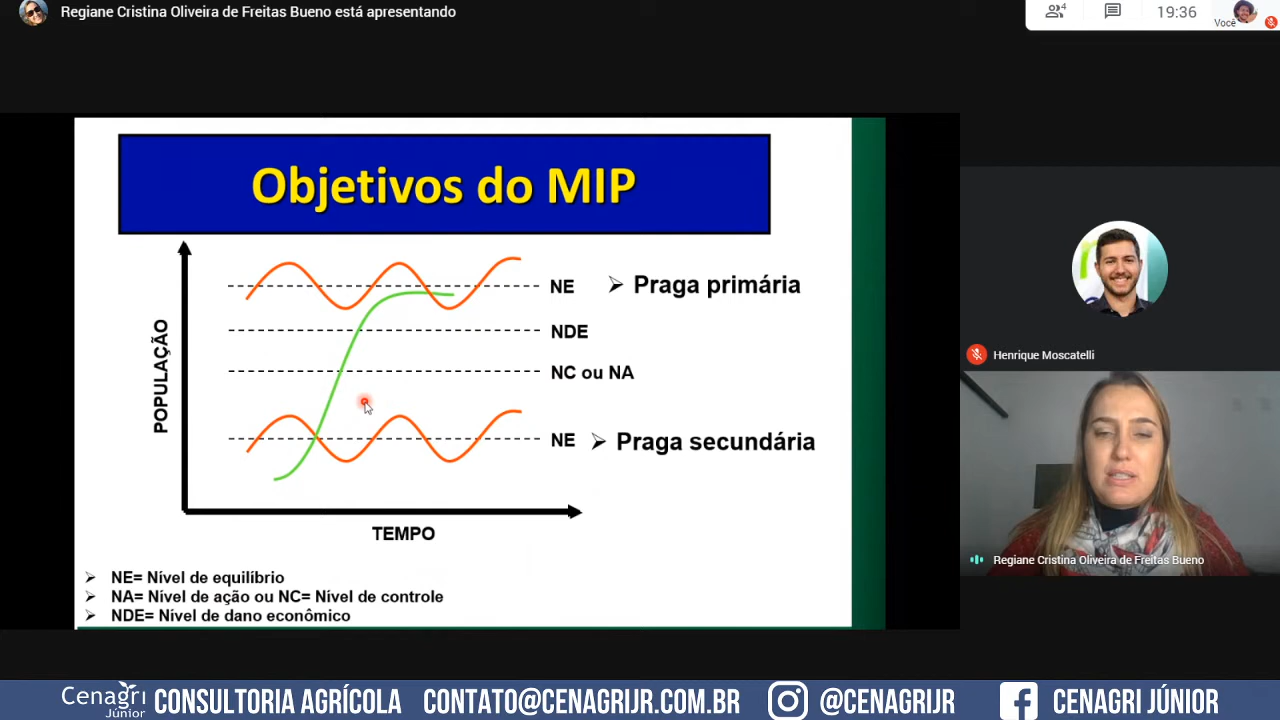 Regiane Cristina Oliveira de Freitas Bueno está apresentando
4
19:36
Você
Objetivos do MIP
POPULAÇÃO
NE
Praga primária
NDE
NC ou NA
NE
Praga secundária
TEMPO
NE= Nível de equilíbrio
NA= Nível de ação ou NC= Nível de controle
NDE= Nível de dano econômico
Henrique Moscatelli
Regiane Cristina Oliveira de Freitas Bueno
Cenagri
Júnior
CONSULTORIA AGRÍCOLA
CONTATO@CENAGRIJR.COM.BR
@CENAGRIJR
CENAGRI JÚNIOR